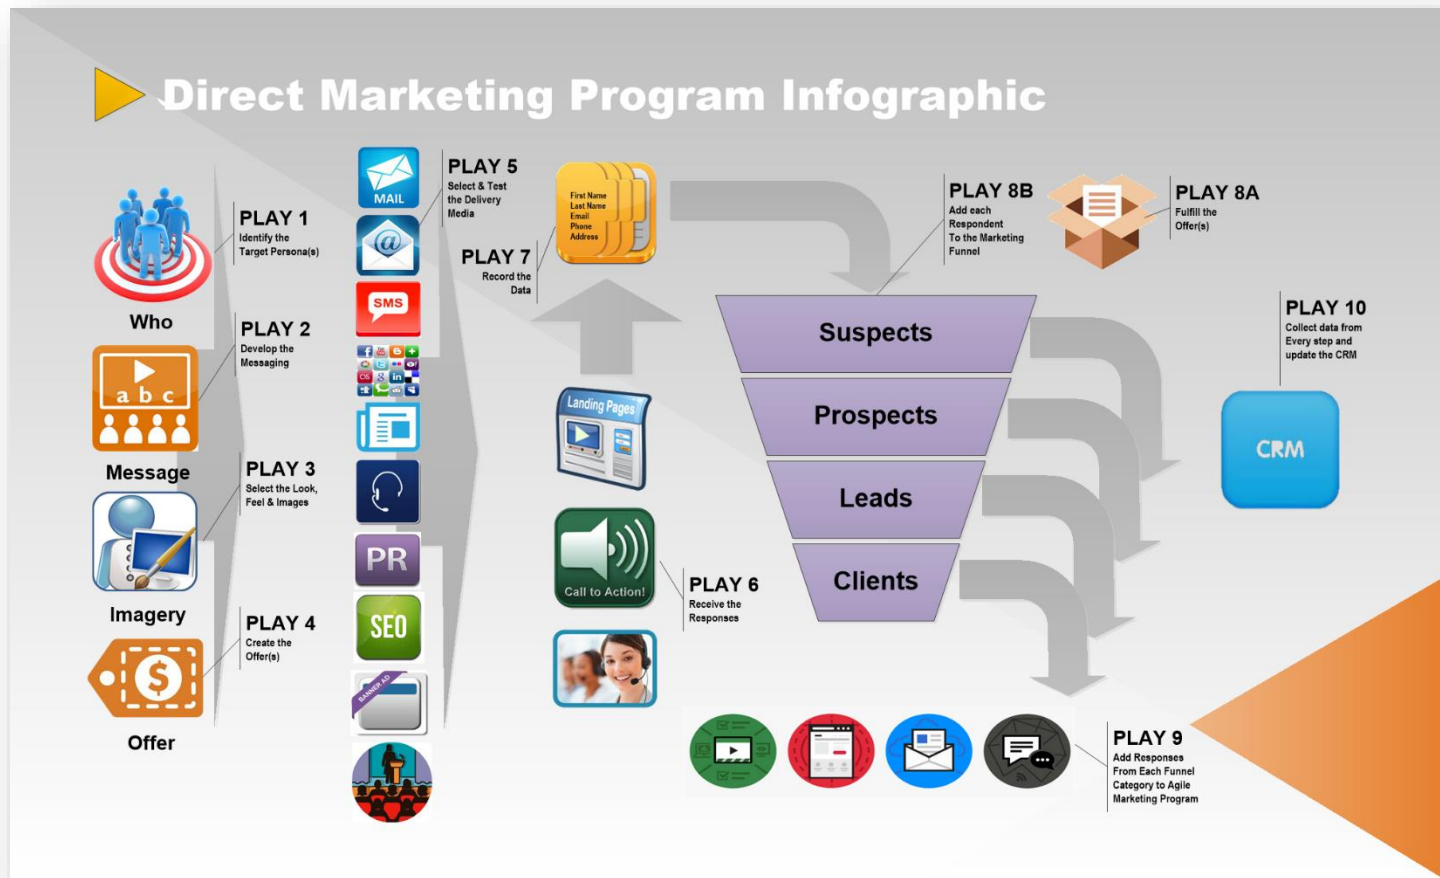 Direct Marketing Program Infographic
PLAY 1
Identify the
Target Persona(s)
Who
PLAY 2
Develop the
Messaging
a b c
Message
PLAY 3
Select the Look,
Feel & Images
Imagery
PLAY 4
Create the
Offer(s)
$
Offer
MAIL
@
SMS
PR
SEO
BANNER AD
PLAY 5
Select & Test
the Delivery
Media
First Name
Last Name
Email
Phone
Address
PLAY 7
Record the
Data
Landing Pages
Call to Action!
PLAY 6
Receive the
Responses
PLAY 8B
Add each
Respondent
To the Marketing
Funnel
PLAY 8A
Fulfill the
Offer(s)
Suspects
Prospects
Leads
Clients
PLAY 10
Collect data from
Every step and
update the CRM
CRM
PLAY 9
Add Responses
From Each Funnel
Category to Agile
Marketing Program